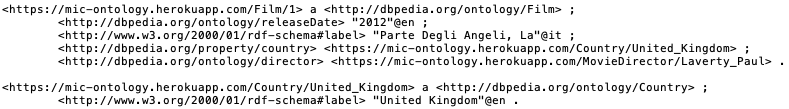 <https://mic-ontology.herokuapp.com/Film/1> a <http://dbpedia.org/ontology/Film> ;
<http://dbpedia.org/ontology/releaseDate> "2012"@en ;
<http://www.w3.org/2000/01/rdf-schema#label> "Parte Degli Angeli, La"@it ;
<http://dbpedia.org/property/country> <https://mic-ontology.herokuapp.com/Country/United_Kingdom> ;
<http://dbpedia.org/ontology/director> <https://mic-ontology.herokuapp.com/MovieDirector/Laverty_Paul> .
<https://mic-ontology.herokuapp.com/Country/United_Kingdom> a <http://dbpedia.org/ontology/Country> ;
<http://www.w3.org/2000/01/rdf-schema#label> "United Kingdom"@en .